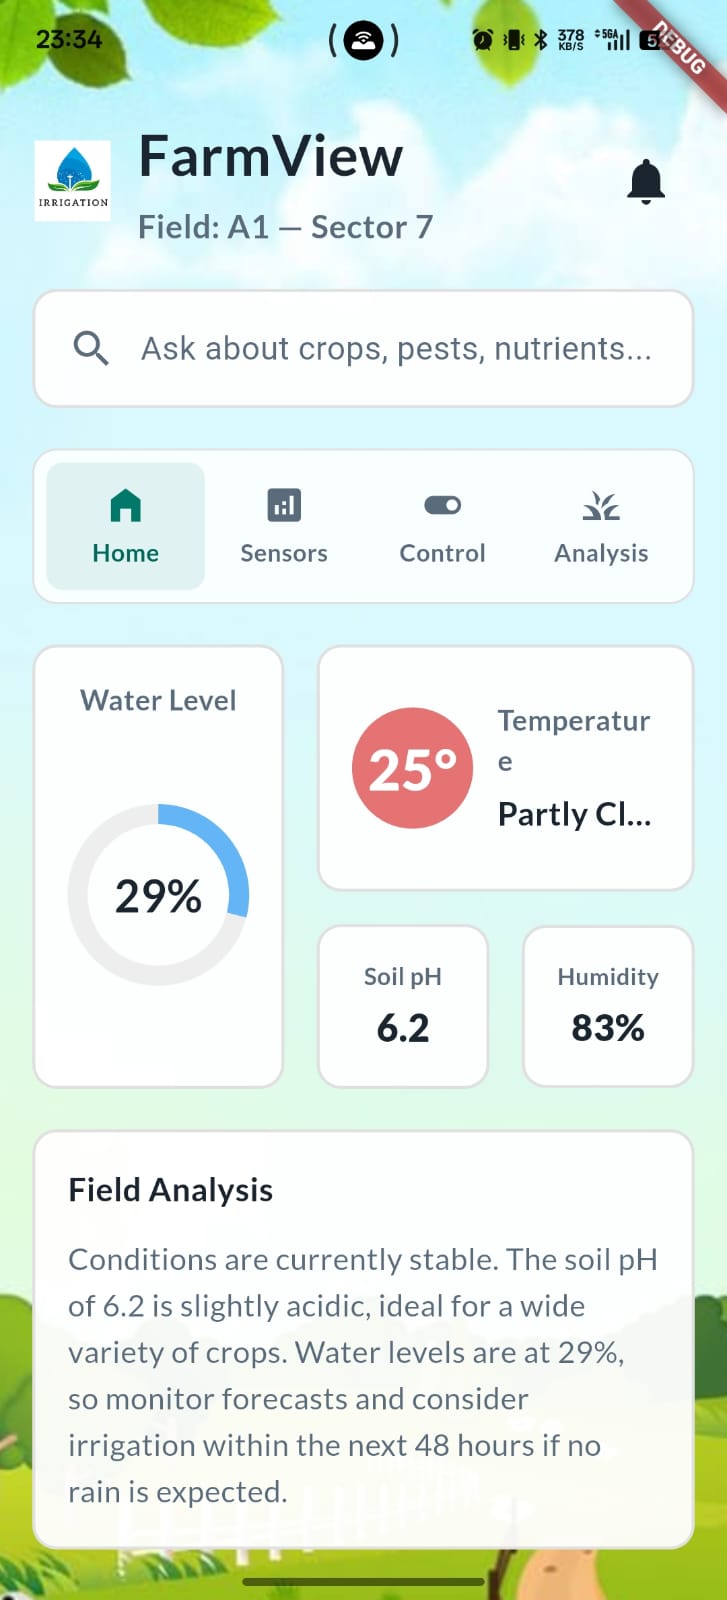 23:34
378
KB/S
56A
DEBUG
FarmView
IRRIGATION
Field: A1 — Sector 7
Ask about crops, pests, nutrients...
Home
Sensors
Control
Analysis
Water Level
29%
25°
Temperatur
e
Partly Cl...
Soil pH
6.2
Humidity
83%
Field Analysis
Conditions are currently stable. The soil pH
of 6.2 is slightly acidic, ideal for a wide
variety of crops. Water levels are at 29%,
so monitor forecasts and consider
irrigation within the next 48 hours if no
rain is expected.